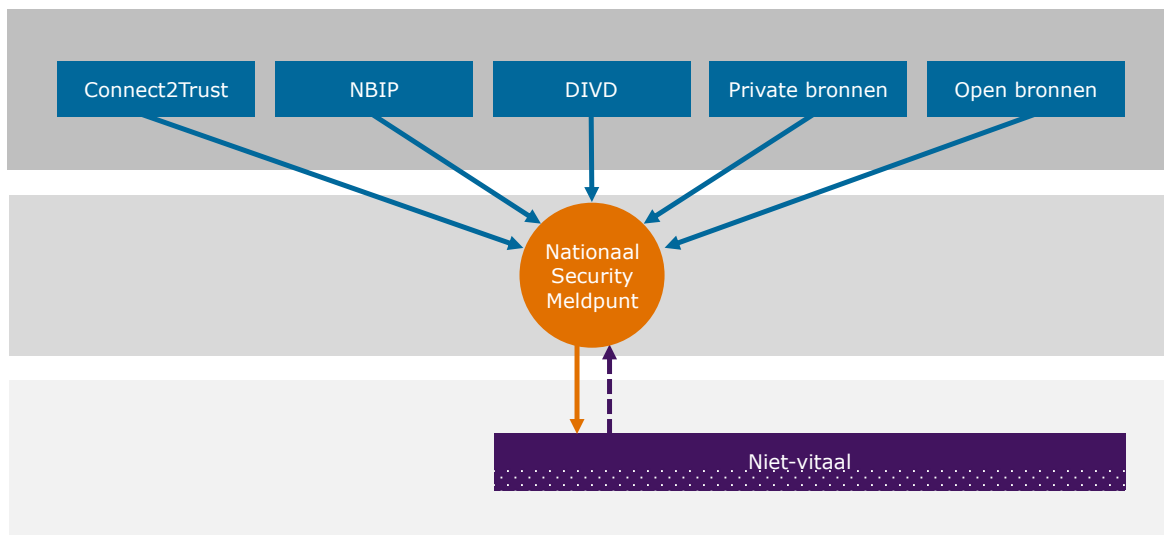 Connect2Trust
NBIP
DIVD
Private bronnen
Open bronnen
Nationaal
Security
Meldpunt
Niet-vitaal